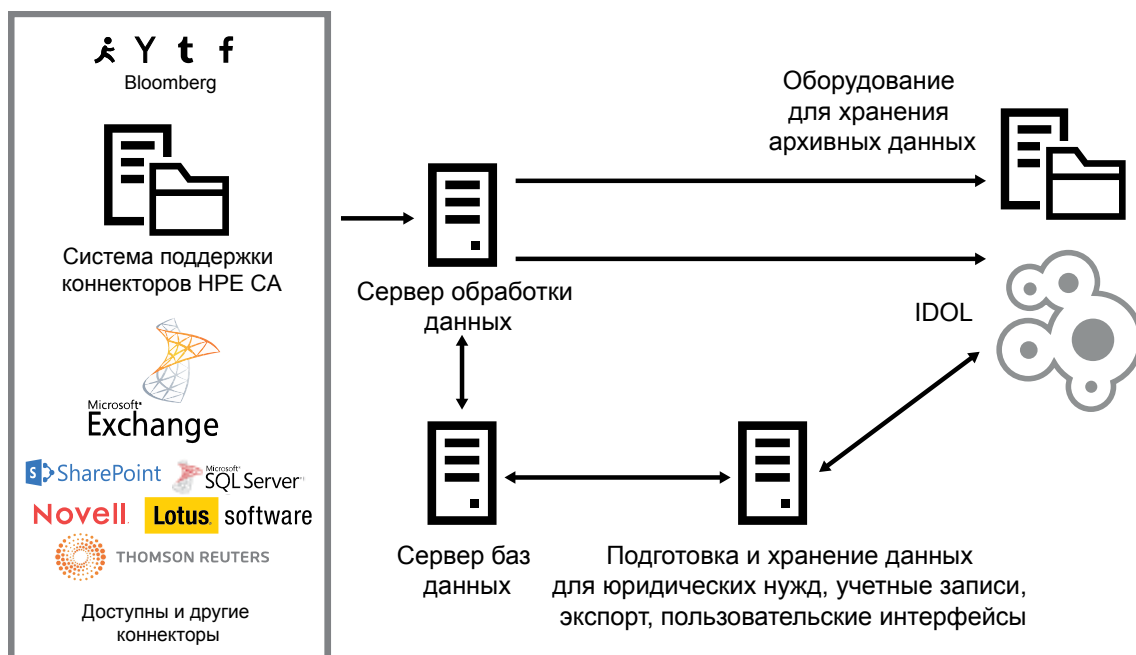 Y t f
Bloomberg
Система поддержки
коннекторов HPE CA
Microsoft®
Exchange
S SharePoint
Microsoft®
SQL Server
Novell.
Lotus. software
THOMSON REUTERS
Доступны и другие
коннекторы
Сервер обработки
данных
Оборудование
для хранения
архивных данных
IDOL
Сервер баз
данных
Подготовка и хранение данных
для юридических нужд, учетные записи,
экспорт, пользовательские интерфейсы